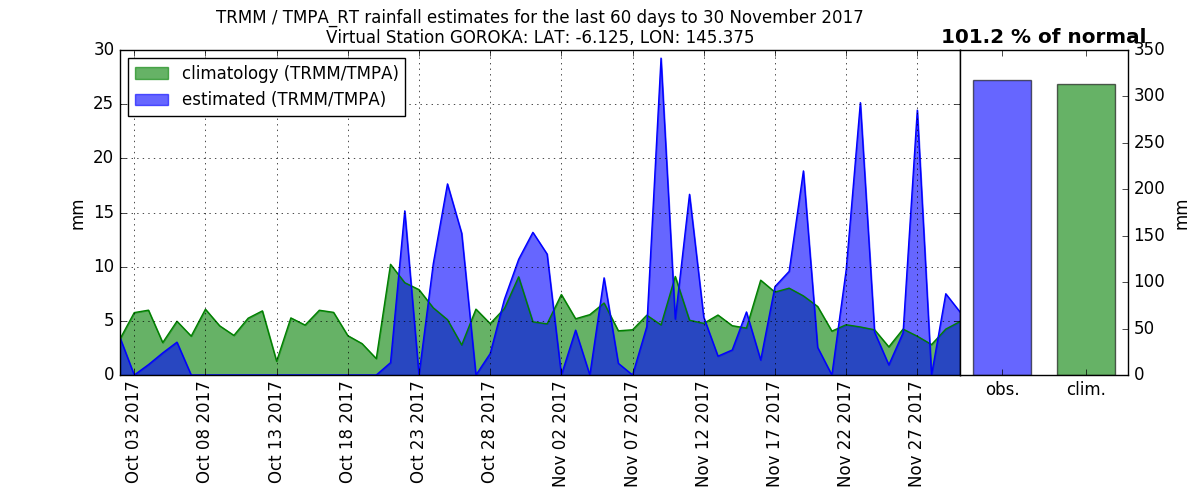 TRMM / TMPA_RT rainfall estimates for the last 60 days to 30 November 2017
Virtual Station GOROKA: LAT: -6.125, LON: 145.375
101.2 % of normal
climatology (TRMM/TMPA)
estimated (TRMM/TMPA)
mm
30
25
20
15
10
5
0
Oct 03 2017
Oct 08 2017
Oct 13 2017
Oct 18 2017
Oct 23 2017
Oct 28 2017
Nov 02 2017
Nov 07 2017
Nov 12 2017
Nov 17 2017
Nov 22 2017
Nov 27 2017
obs.
clim.
350
300
250
200
150
100
50
0
mm